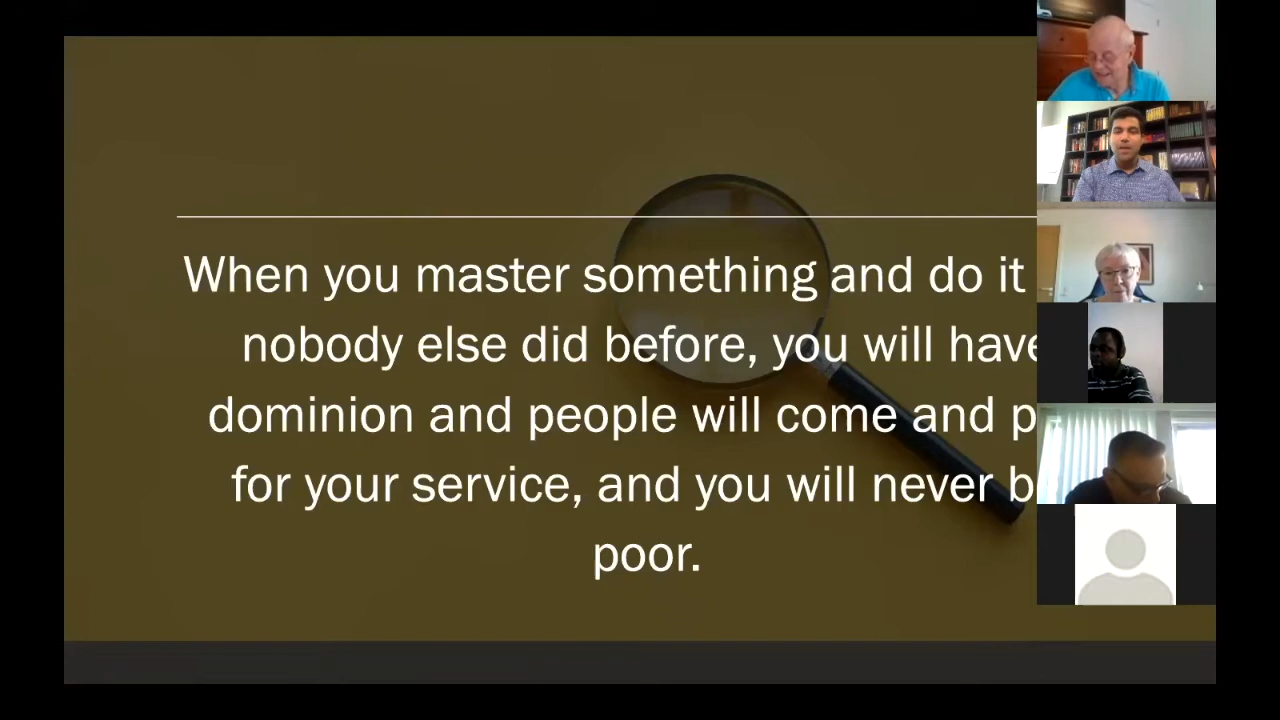 When you master something and do it
nobody else did before, you will have
dominion and people will come and
for your service, and you will never
poor.